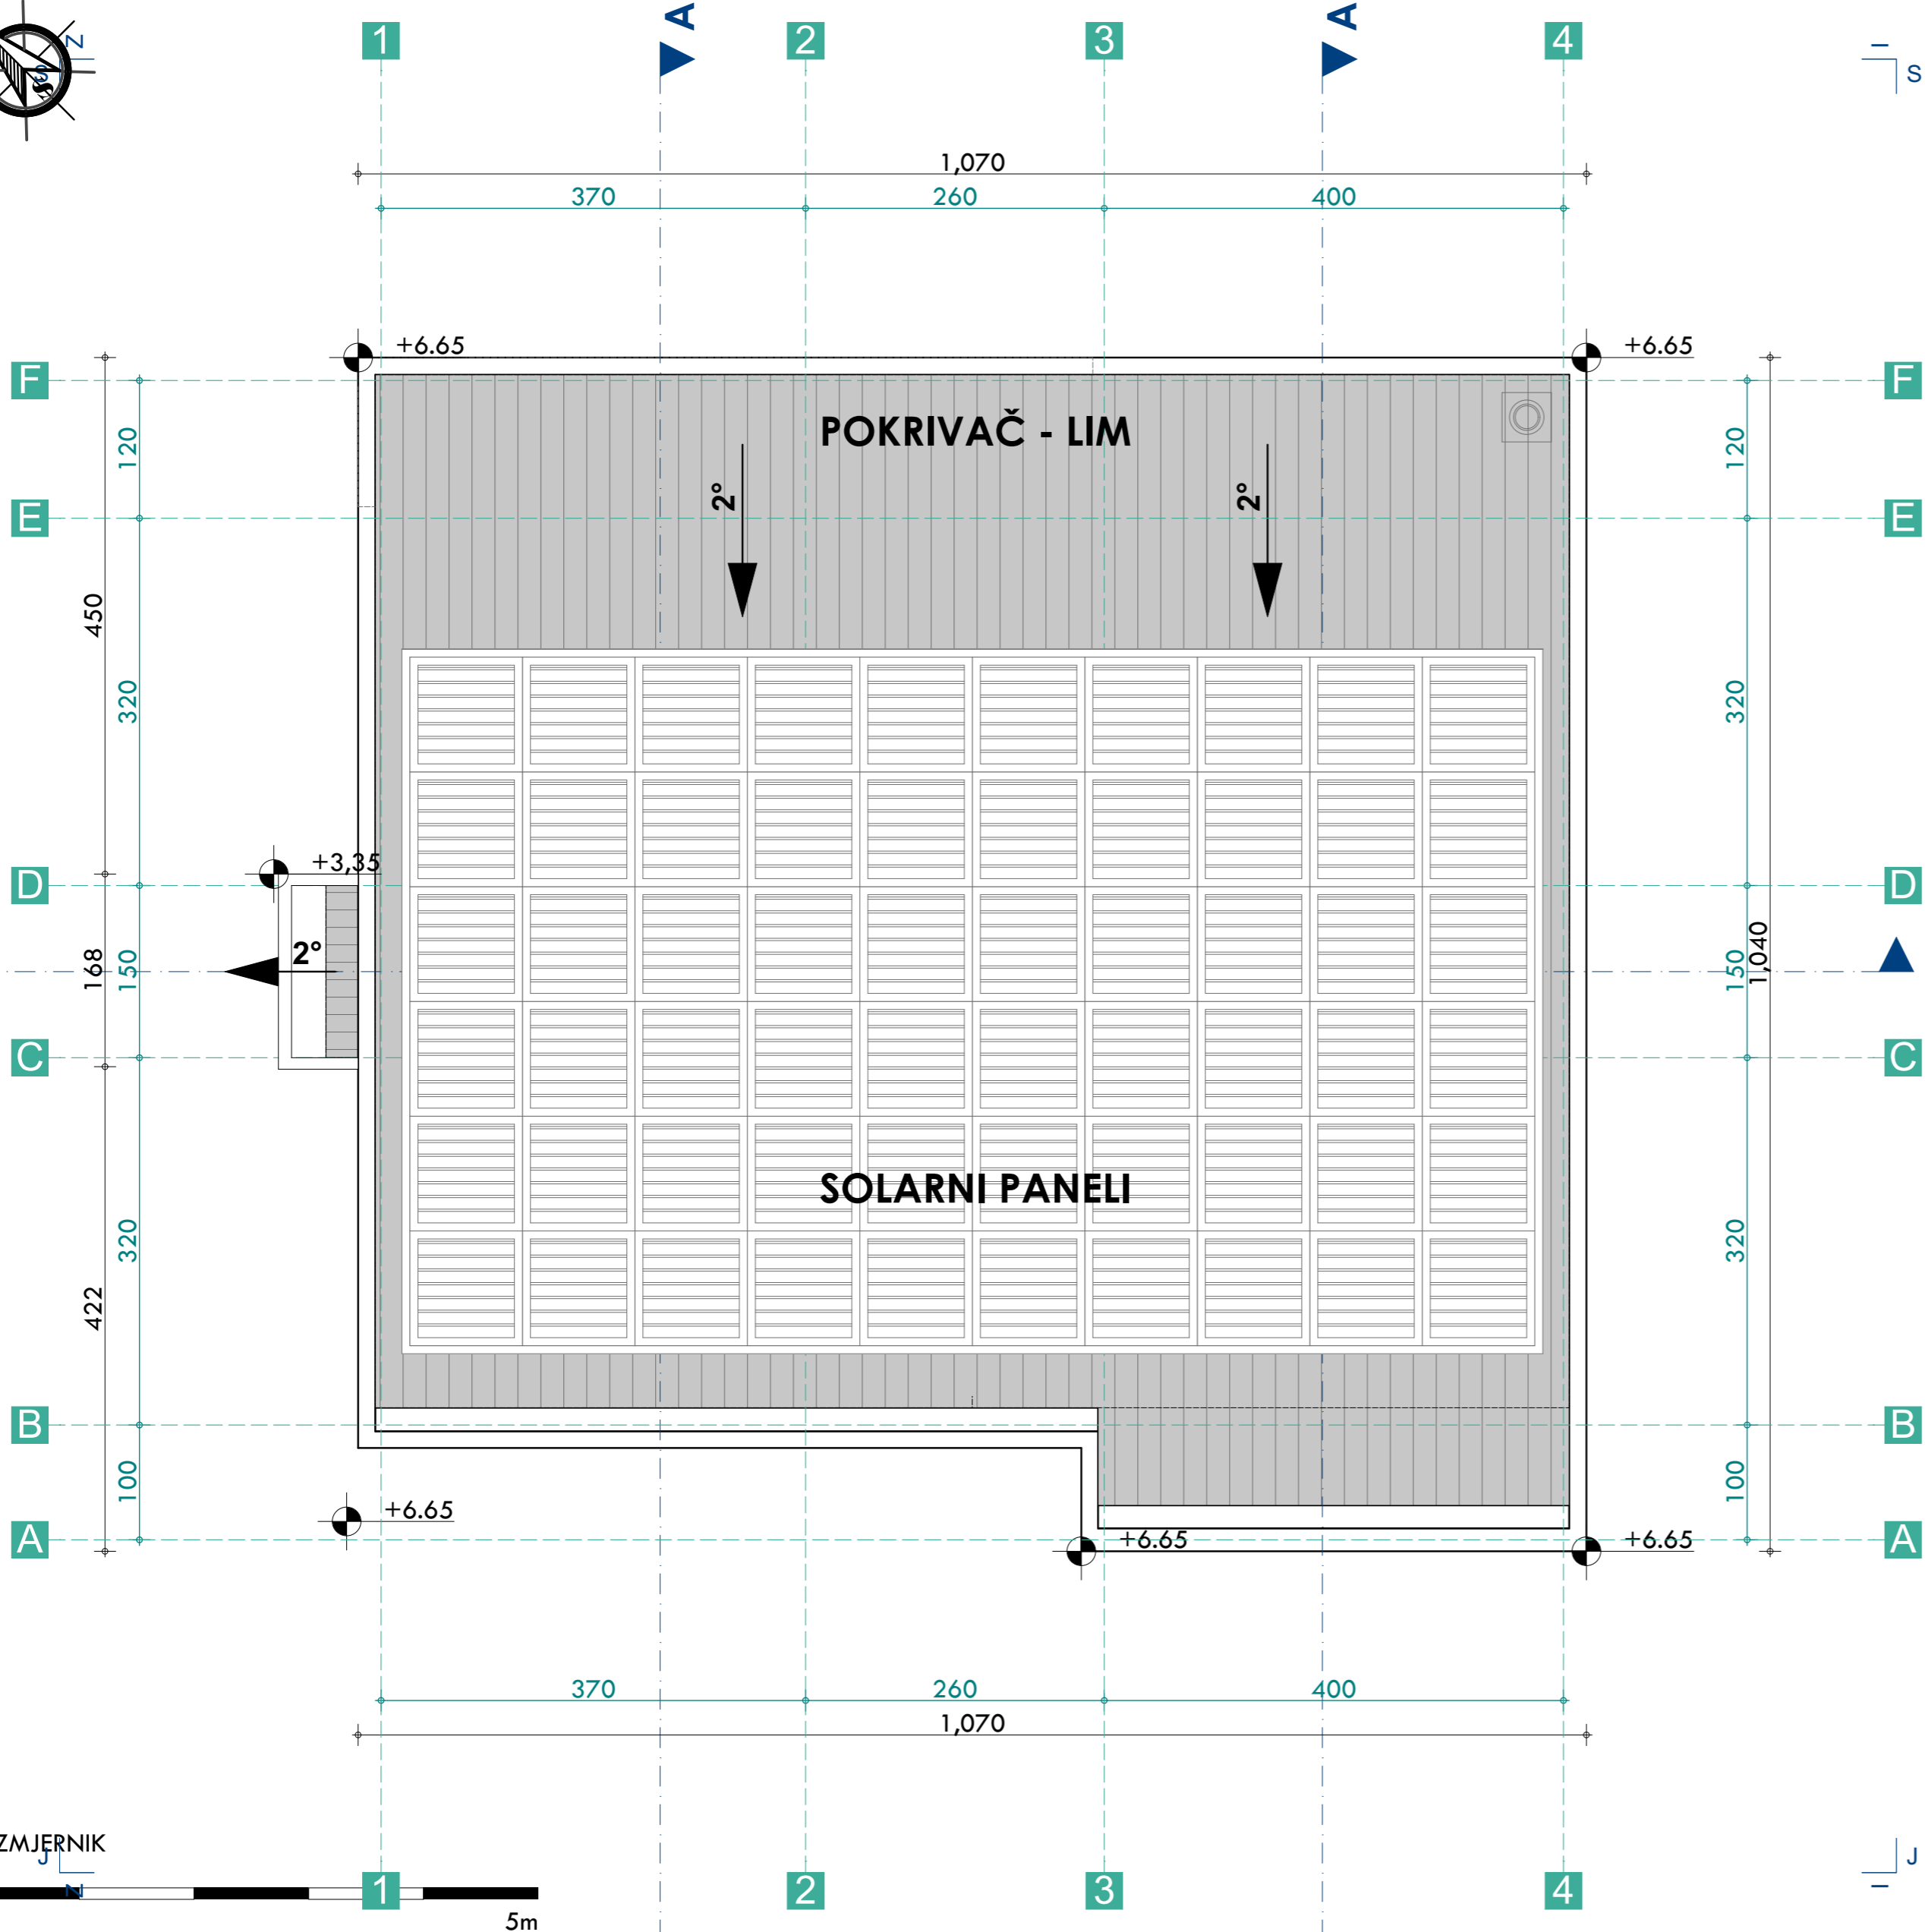 1 A 2 3 A 4
Z
S
I
S
1,070
370 260 400
+6.65 +6.65
F F
120 120
POKRIVAČ - LIM
2° 2°
E E
450
320 320
+3,35
D D
2°
168 150 150 1,040
C C
SOLARNI PANELI
320 320
422
B B
100 100
+6.65
A +6.65 +6.65 A
370 260 400
1,070
ZMJERNIK
J J
Z I
1 2 3 4
5m